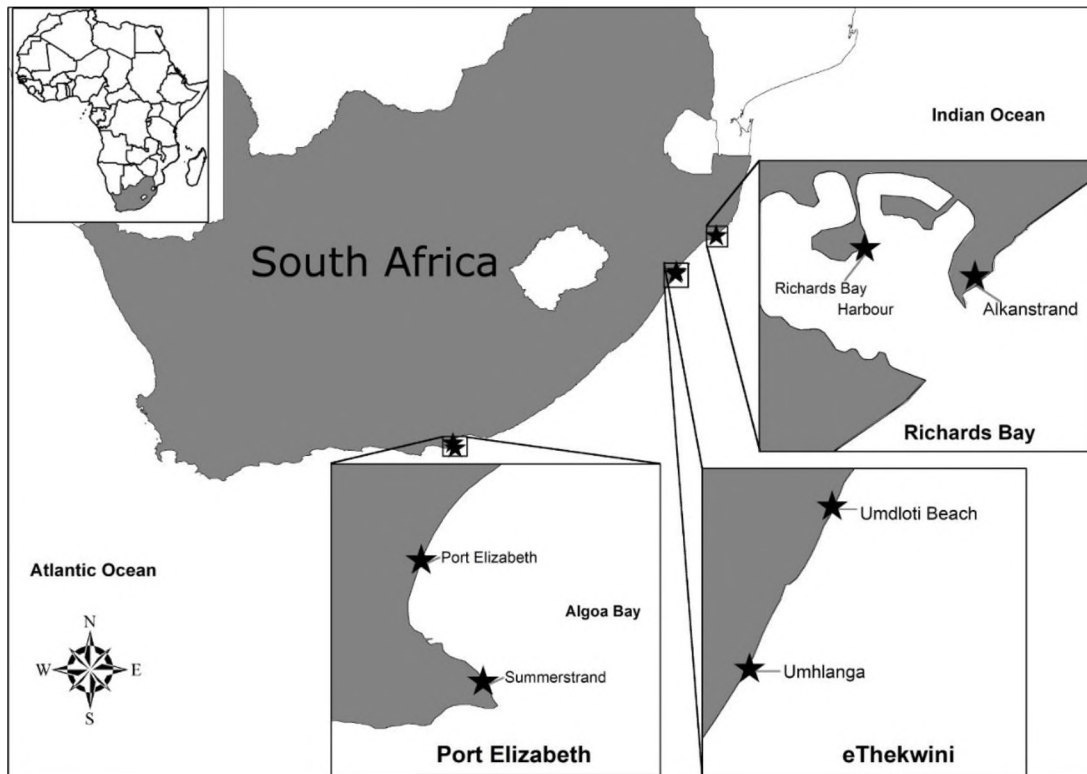 Indian Ocean
South Africa
Richards Bay
Harbour
Alkanstrand
Richards Bay
Port Elizabeth
Algoa Bay
Summerstrand
Port Elizabeth
Umdloti Beach
Umhlanga
eThekwini
Atlantic Ocean
N
W
E
S